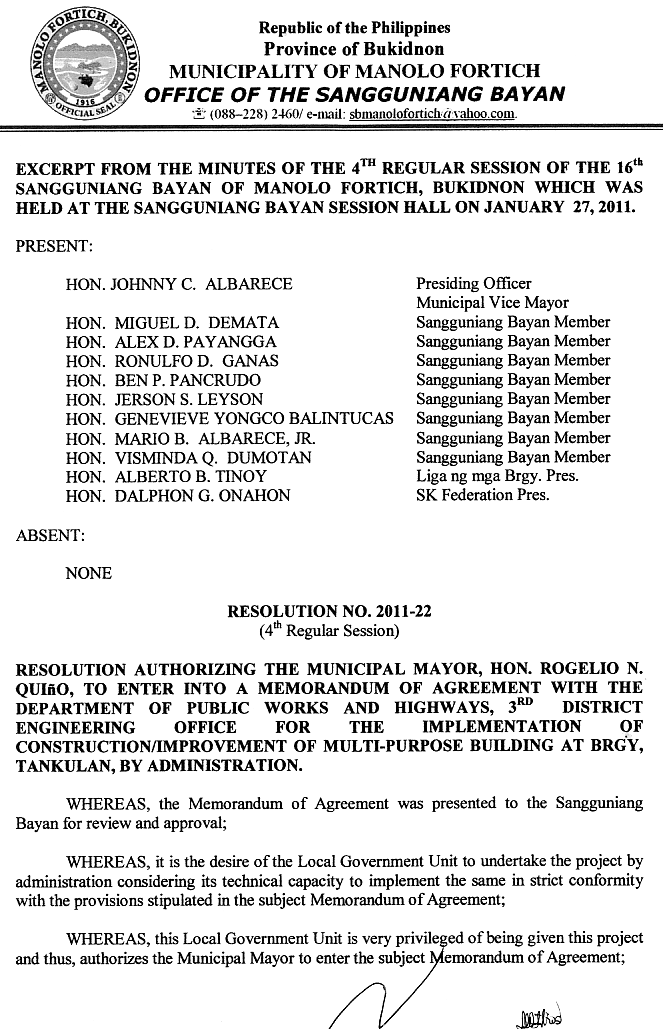 MANOLO FORTICH, BUKIDNON
1916
OFFICIAL SEAL
Republic of the Philippines
Province of Bukidnon
MUNICIPALITY OF MANOLO FORTICH
OFFICE OF THE SANGGUNIANG BAYAN
☏ (088-228) 2460/ e-mail: sbmanolofortich@yahoo.com.
EXCERPT FROM THE MINUTES OF THE 4TH REGULAR SESSION OF THE 16th
SANGGUNIANG BAYAN OF MANOLO FORTICH, BUKIDNON WHICH WAS
HELD AT THE SANGGUNIANG BAYAN SESSION HALL ON JANUARY 27, 2011.
PRESENT:
HON. JOHNNY C. ALBARECE Presiding Officer
Municipal Vice Mayor
HON. MIGUEL D. DEMATA Sangguniang Bayan Member
HON. ALEX D. PAYANGGA Sangguniang Bayan Member
HON. RONULFO D. GANAS Sangguniang Bayan Member
HON. BEN P. PANCRUDO Sangguniang Bayan Member
HON. JERSON S. LEYSON Sangguniang Bayan Member
HON. GENEVIEVE YONGCO BALINTUCAS Sangguniang Bayan Member
HON. MARIO B. ALBARECE, JR. Sangguniang Bayan Member
HON. VISMINDA Q. DUMOTAN Sangguniang Bayan Member
HON. ALBERTO B. TINOY Liga ng mga Brgy. Pres.
HON. DALPHON G. ONAHON SK Federation Pres.
ABSENT:
NONE
RESOLUTION NO. 2011-22
(4th Regular Session)
RESOLUTION AUTHORIZING THE MUNICIPAL MAYOR, HON. ROGELIO N.
QUIñO, TO ENTER INTO A MEMORANDUM OF AGREEMENT WITH THE
DEPARTMENT OF PUBLIC WORKS AND HIGHWAYS, 3RD DISTRICT
ENGINEERING OFFICE FOR THE IMPLEMENTATION OF
CONSTRUCTION/IMPROVEMENT OF MULTI-PURPOSE BUILDING AT BRGY,
TANKULAN, BY ADMINISTRATION.
WHEREAS, the Memorandum of Agreement was presented to the Sangguniang
Bayan for review and approval;
WHEREAS, it is the desire of the Local Government Unit to undertake the project by
administration considering its technical capacity to implement the same in strict conformity
with the provisions stipulated in the subject Memorandum of Agreement;
WHEREAS, this Local Government Unit is very privileged of being given this project
and thus, authorizes the Municipal Mayor to enter the subject Memorandum of Agreement;